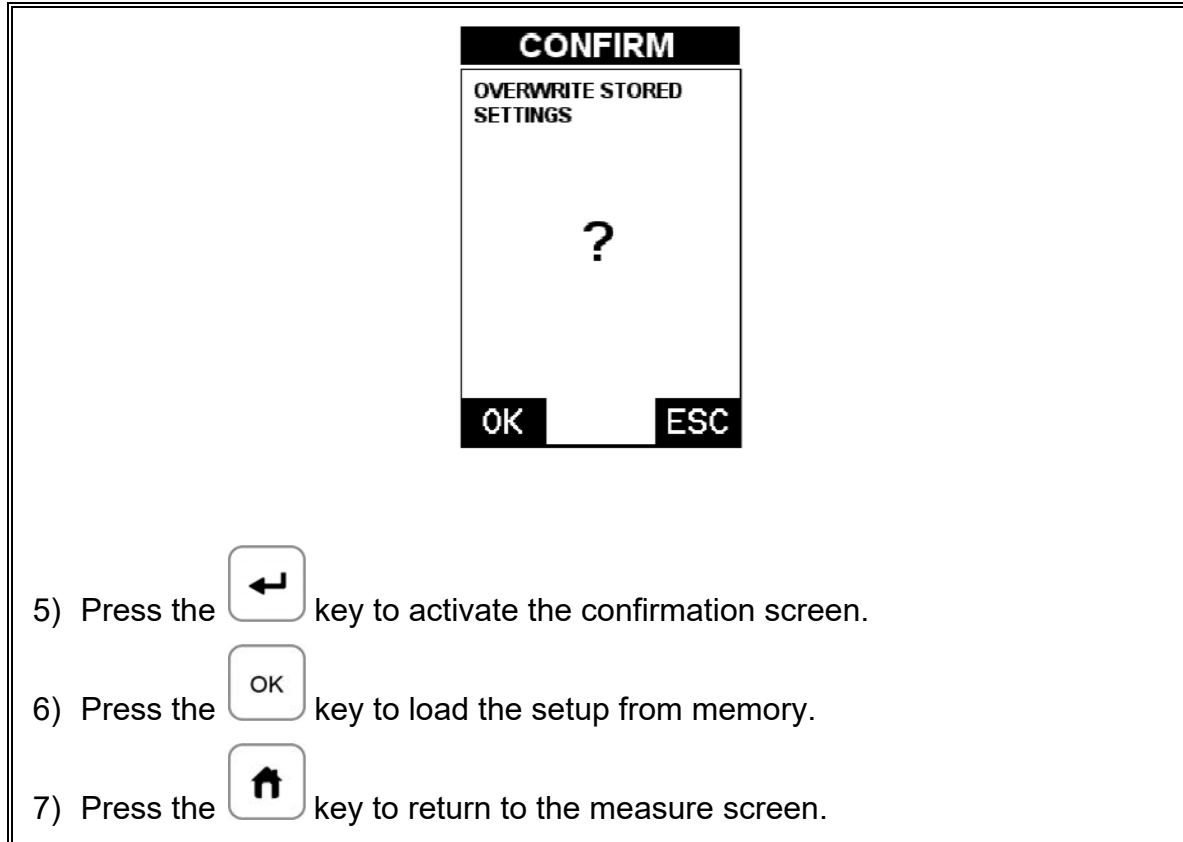 CONFIRM
OVERWRITE STORED
SETTINGS
?
OK ESC
5) Press the key to activate the confirmation screen.
6) Press the OK key to load the setup from memory.
7) Press the key to return to the measure screen.